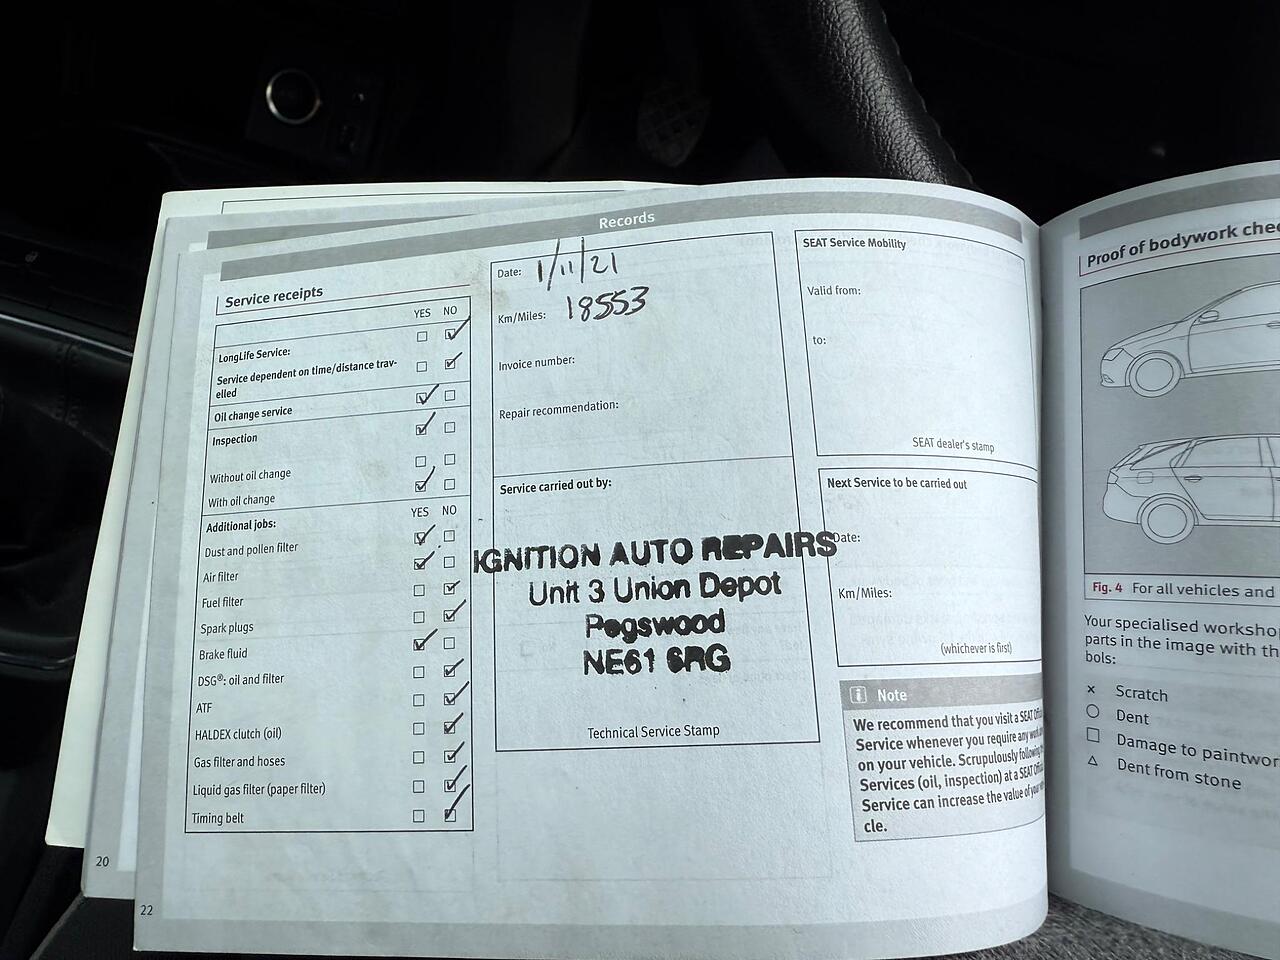 Records
Service receipts
YES NO
LongLife Service:
Service dependent on time/distance trav-
elled
Oil change service
Inspection
Without oil change
With oil change
Additional jobs:
YES NO
Dust and pollen filter
Air filter
Fuel filter
Spark plugs
Brake fluid
DSG®: oil and filter
ATF
HALDEX clutch (oil)
Gas filter and hoses
Liquid gas filter (paper filter)
Timing belt
Date: 1/11/21
Km/Miles: 18553
Invoice number:
Repair recommendation:
Service carried out by:
IGNITION AUTO REPAIRS
Unit 3 Union Depot
Pegswood
NE61 6RG
Technical Service Stamp
SEAT Service Mobility
Valid from:
to:
SEAT dealer's stamp
Next Service to be carried out
Date:
Km/Miles:
(whichever is first)
Note
We recommend that you visit a SEAT
Service whenever you require any
on your vehicle. Scrupulously following
Services (oil, inspection) at a SEAT
Service can increase the value of
cle.
20
22
Proof of bodywork
Fig. 4 For all vehicles and
Your specialised
parts in the image with
bols:
× Scratch
Dent
Damage to
Dent from stone